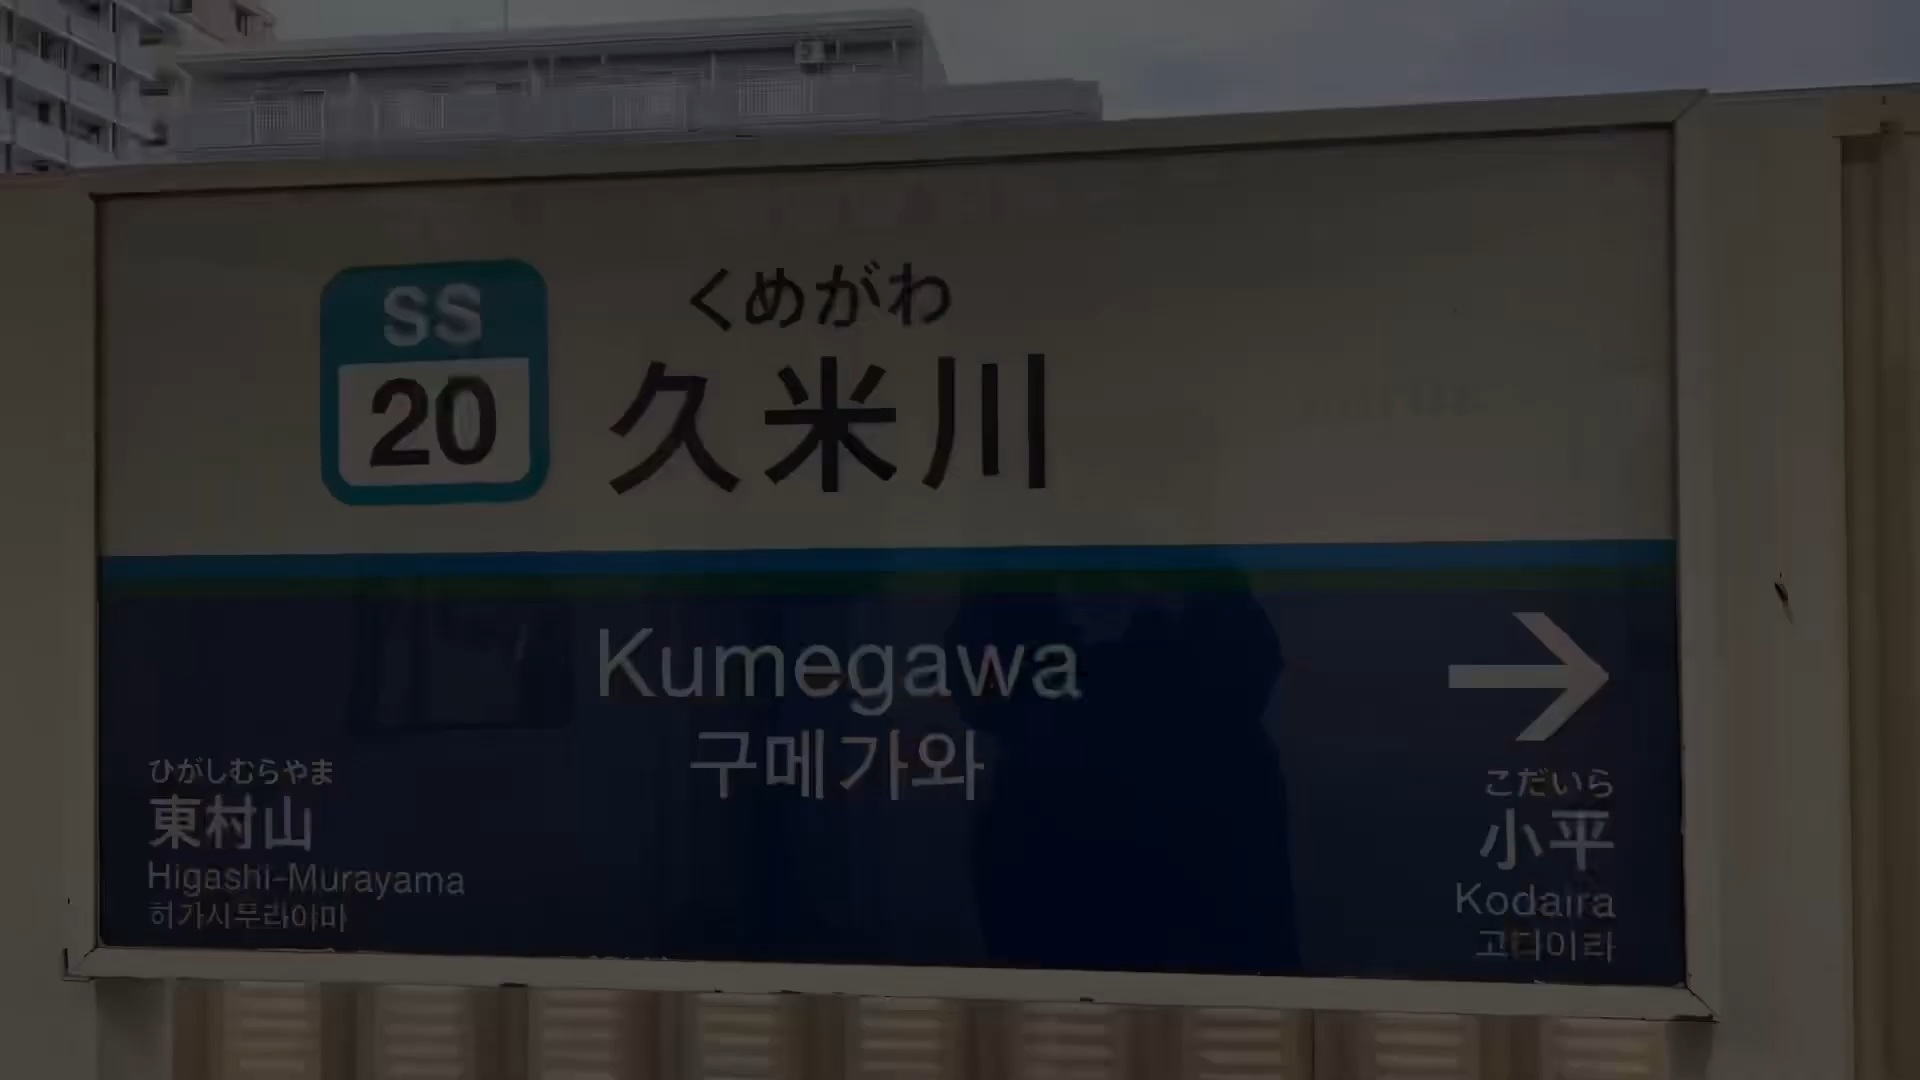 SS
20
くめがわ
久米川
Kumegawa
구메가와
ひがしむらやま
東村山
Higashi-Murayama
히가시무라야마
こだいら
小平
Kodaira
고다이라